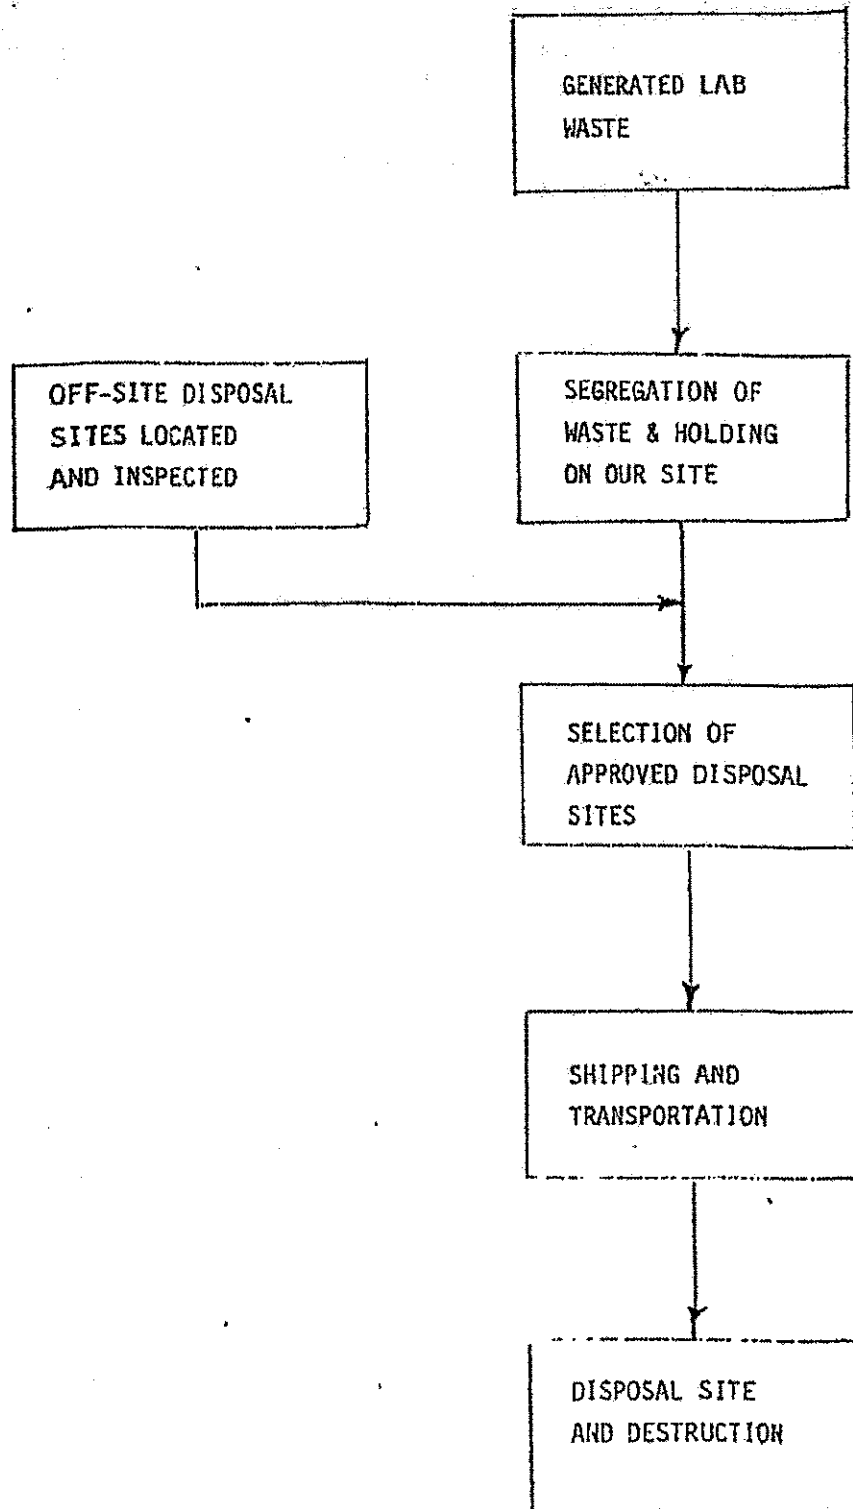 GENERATED LAB
WASTE
OFF-SITE DISPOSAL
SITES LOCATED
AND INSPECTED
SEGREGATION OF
WASTE & HOLDING
ON OUR SITE
SELECTION OF
APPROVED DISPOSAL
SITES
SHIPPING AND
TRANSPORTATION
DISPOSAL SITE
AND DESTRUCTION